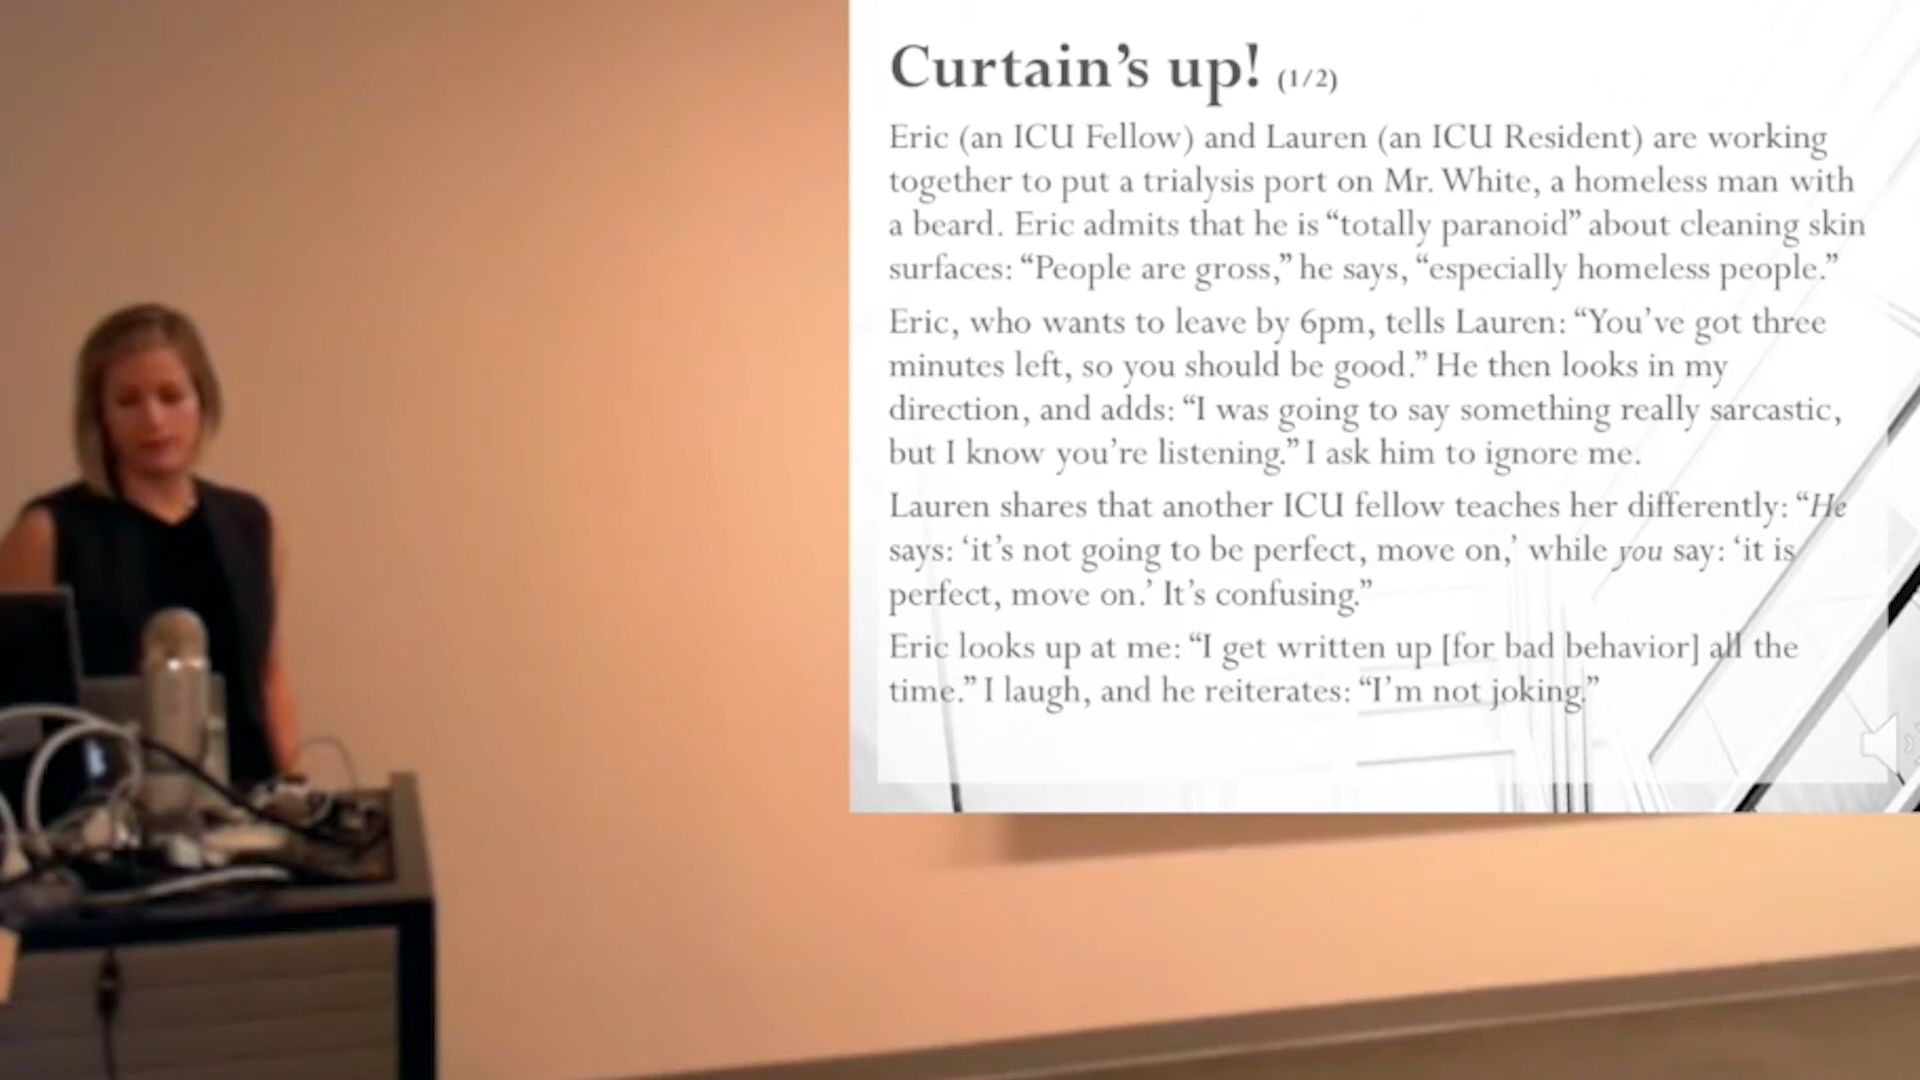 Curtain’s up! (1/2)
Eric (an ICU Fellow) and Lauren (an ICU Resident) are working
together to put a trialysis port on Mr. White, a homeless man with
a beard. Eric admits that he is “totally paranoid” about cleaning skin
surfaces: “People are gross,” he says, “especially homeless people.”
Eric, who wants to leave by 6pm, tells Lauren: “You’ve got three
minutes left, so you should be good.” He then looks in my
direction, and adds: “I was going to say something really sarcastic,
but I know you’re listening.” I ask him to ignore me.
Lauren shares that another ICU fellow teaches her differently: “He
says: ‘it’s not going to be perfect, move on,’ while you say: ‘it is
perfect, move on.’ It’s confusing.”
Eric looks up at me: “I get written up [for bad behavior] all the
time.” I laugh, and he reiterates: “I’m not joking.”